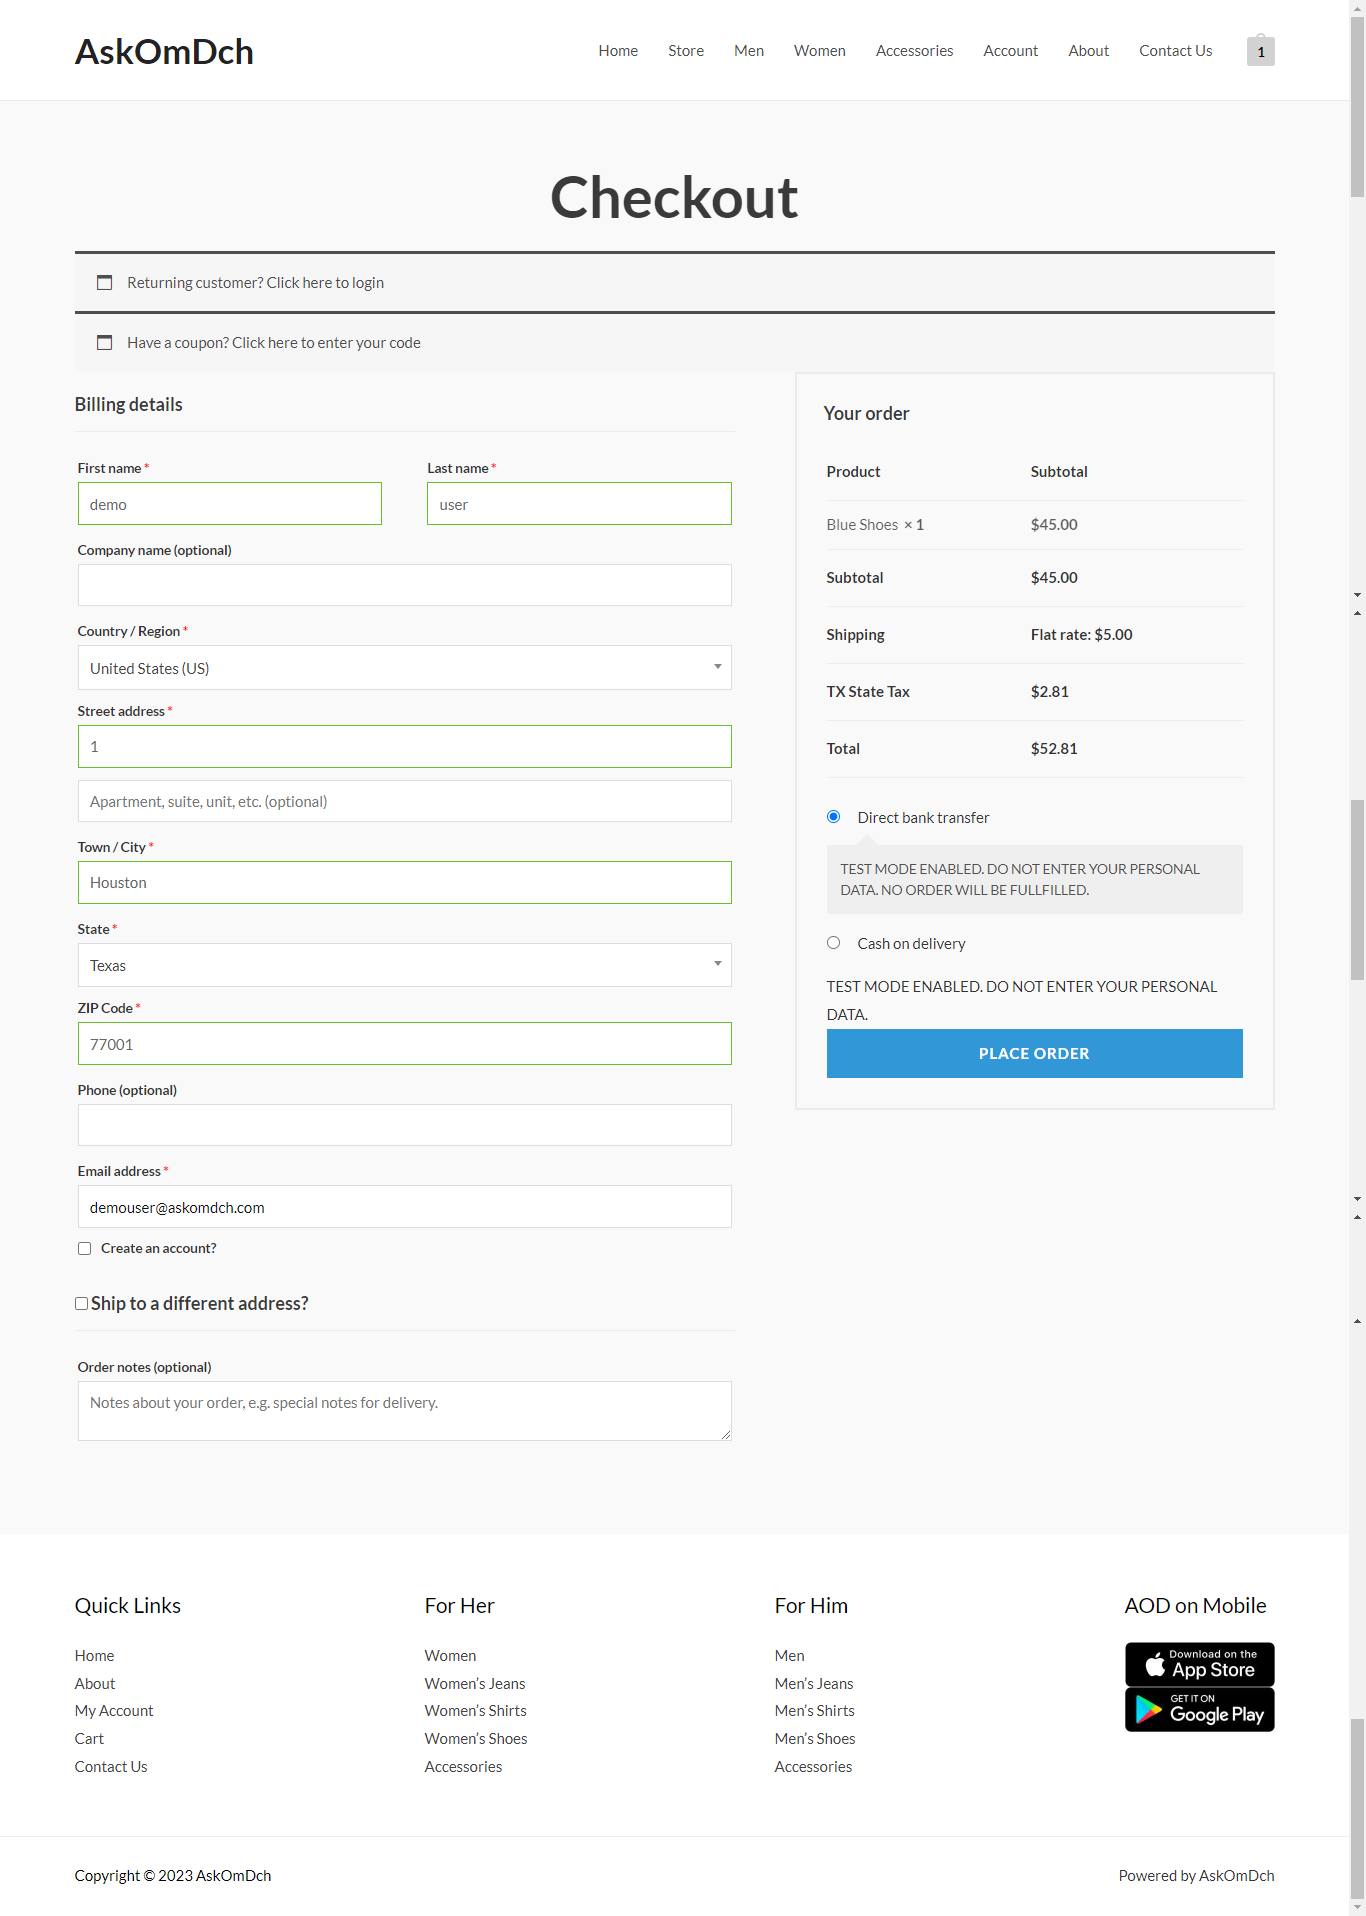 AskOmDch
Home Store Men Women Accessories Account About Contact Us 1
Checkout
Returning customer? Click here to login
Have a coupon? Click here to enter your code
Billing details
First name * Last name *
demo user
Company name (optional)
Country / Region *
United States (US)
Street address *
1
Apartment, suite, unit, etc. (optional)
Town / City *
Houston
State *
Texas
ZIP Code *
77001
Phone (optional)
Email address *
demouser@askomdch.com
Create an account?
Ship to a different address?
Order notes (optional)
Notes about your order, e.g. special notes for delivery.
Your order
Product Subtotal
Blue Shoes × 1 $45.00
Subtotal $45.00
Shipping Flat rate: $5.00
TX State Tax $2.81
Total $52.81
Direct bank transfer
TEST MODE ENABLED. DO NOT ENTER YOUR PERSONAL
DATA. NO ORDER WILL BE FULLFILLED.
Cash on delivery
TEST MODE ENABLED. DO NOT ENTER YOUR PERSONAL
DATA.
PLACE ORDER
Quick Links
Home
About
My Account
Cart
Contact Us
For Her
Women
Women’s Jeans
Women’s Shirts
Women’s Shoes
Accessories
For Him
Men
Men’s Jeans
Men’s Shirts
Men’s Shoes
Accessories
AOD on Mobile
Download on the
App Store
GET IT ON
Google Play
Copyright © 2023 AskOmDch
Powered by AskOmDch